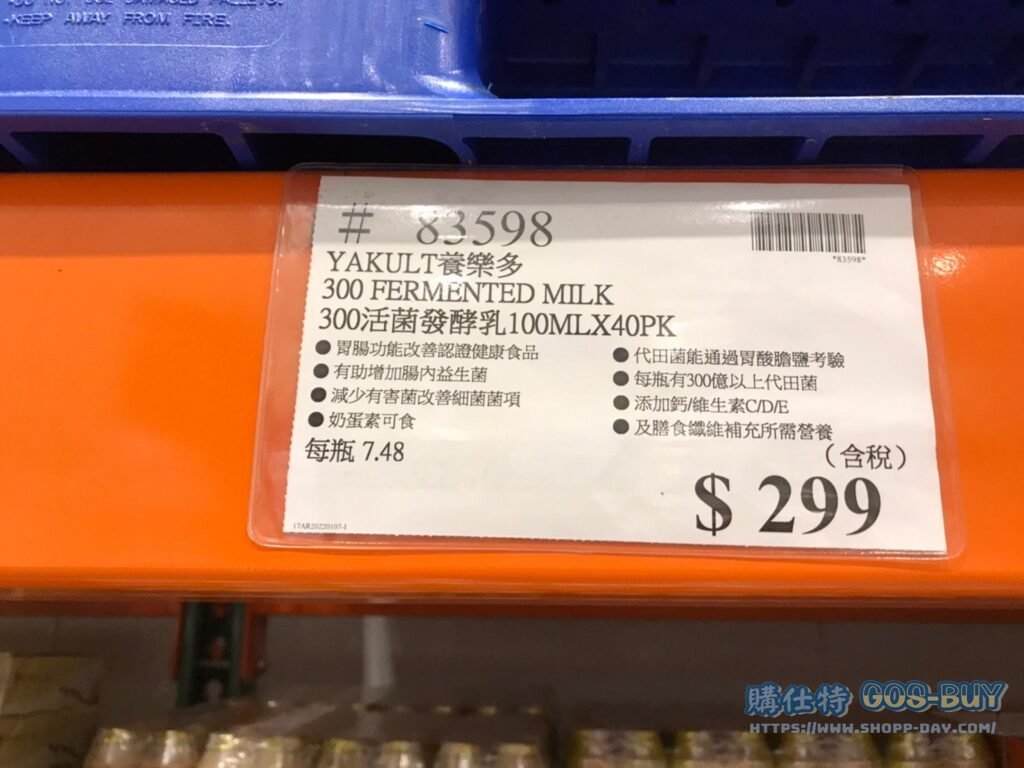 KEEP AWAY FROM FIRE.
# 83598
*83598*
YAKULT養樂多
300 FERMENTED MILK
300活菌發酵乳100MLX40PK
●胃腸功能改善認證健康食品
●有助增加腸內益生菌
●減少有害菌改善細菌菌項
●奶蛋素可食
●代田菌能通過胃酸膽鹽考驗
●每瓶有300億以上代田菌
●添加鈣/維生素C/D/E
●及膳食纖維補充所需營養
每瓶 7.48
(含稅)
$ 299
17AR20220107-1
購仕特 GOS-BUY
HTTPS://WWW.SHOPP-DAY.COM/